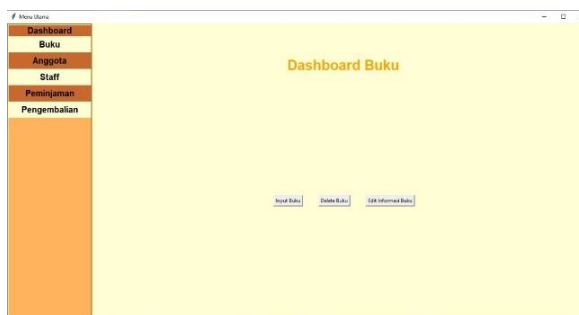 Menu Utama
Dashboard
Buku
Anggota
Staff
Peminjaman
Pengembalian
Dashboard Buku
Input Buku
Delete Buku
Edit Informasi Buku